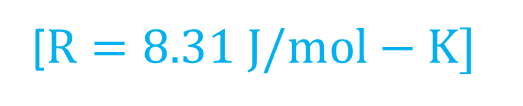 [R = 8.31 J/mol − K]